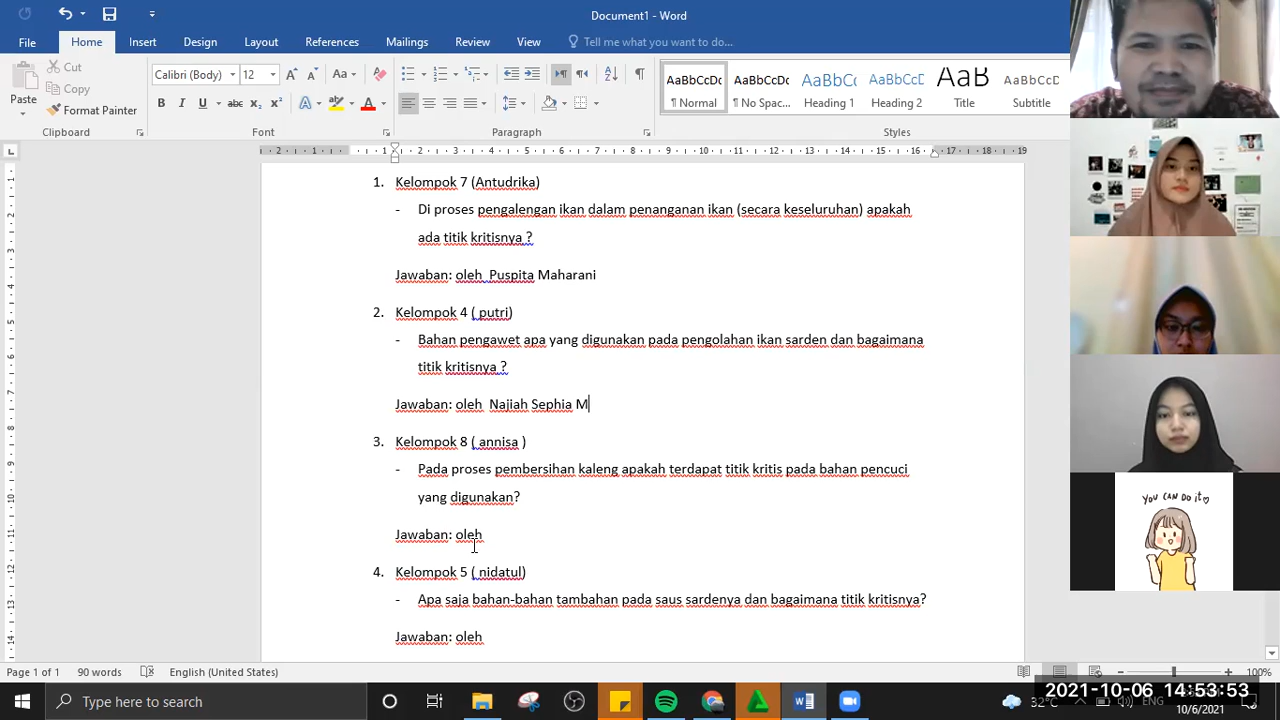 Document1 - Word
File Home Insert Design Layout References Mailings Review View Tell me what you want to do...
Paste
Cut
Copy
Format Painter
Clipboard
Calibri (Body) 12
Font
Paragraph
AaBbCcDc AaBbCcDc AaBbCc AaBbCcD AaB AaBbCcD
¶ Normal ¶ No Spac... Heading 1 Heading 2 Title Subtitle
Styles
1. Kelompok 7 (Antudrika)
- Di proses pengalengan ikan dalam penanganan ikan (secara keseluruhan) apakah
ada titik kritisnya ?
Jawaban: oleh Puspita Maharani
2. Kelompok 4 ( putri)
- Bahan pengawet apa yang digunakan pada pengolahan ikan sarden dan bagaimana
titik kritisnya ?
Jawaban: oleh Najiah Sephia M
3. Kelompok 8 ( annisa )
- Pada proses pembersihan kaleng apakah terdapat titik kritis pada bahan pencuci
yang digunakan?
Jawaban: oleh
4. Kelompok 5 ( nidatul)
- Apa saja bahan-bahan tambahan pada saus sardenya dan bagaimana titik kritisnya?
Jawaban: oleh
YOU CAN DO it
Page 1 of 1 90 words English (United States) 100%
Type here to search
32°C
ENG
2021-10-06 14:53:53
10/6/2021